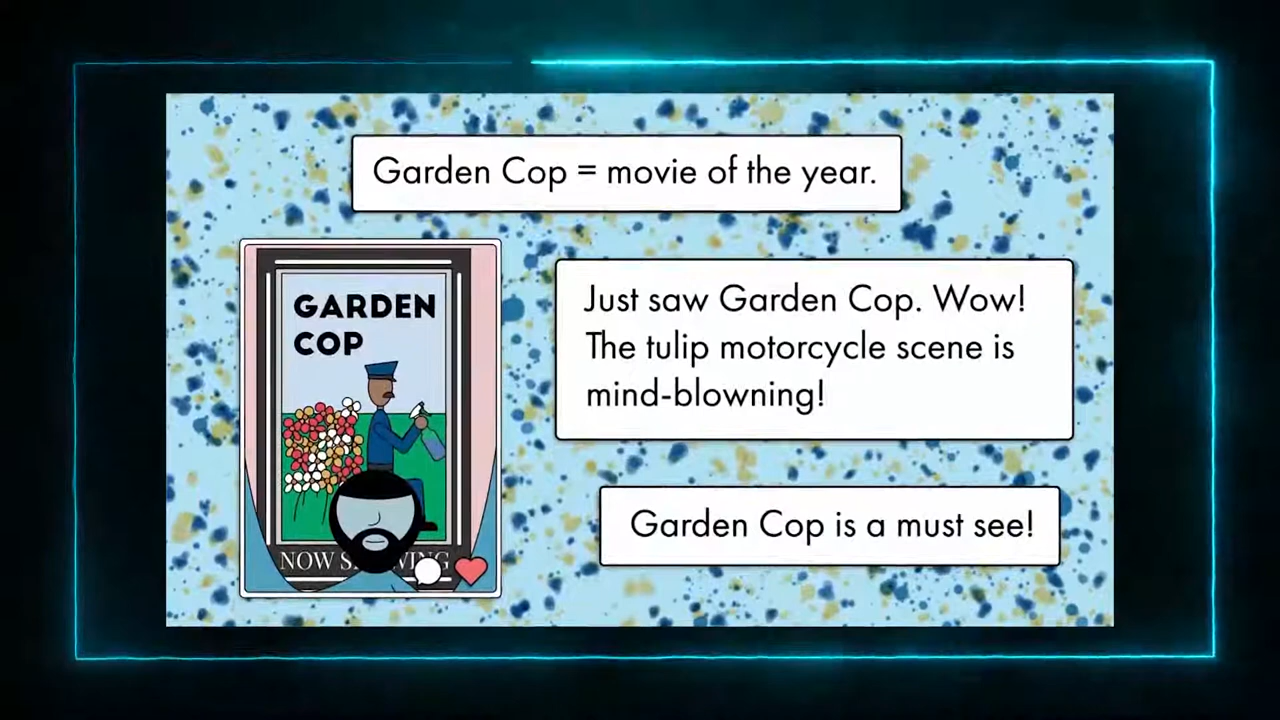 Garden Cop = movie of the year.
GARDEN
COP
NOW
Just saw Garden Cop. Wow!
The tulip motorcycle scene is
mind-blowning!
Garden Cop is a must see!